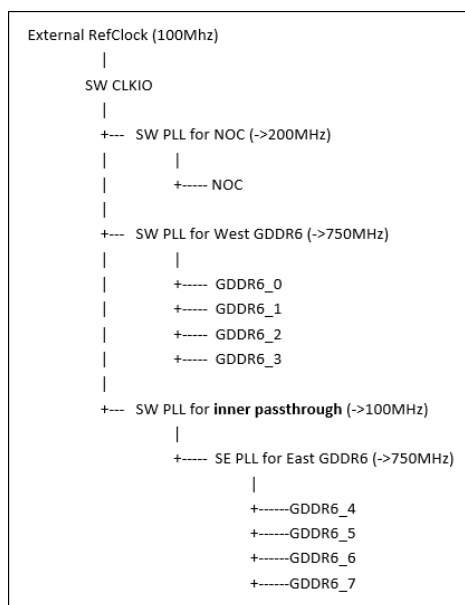 External RefClock (100Mhz)
|
SW CLKIO
|
+--- SW PLL for NOC (->200MHz)
| |
| +----- NOC
|
+--- SW PLL for West GDDR6 (->750MHz)
| |
| +----- GDDR6_0
| +----- GDDR6_1
| +----- GDDR6_2
| +----- GDDR6_3
|
+--- SW PLL for inner passthrough (->100MHz)
|
+----- SE PLL for East GDDR6 (->750MHz)
|
+------GDDR6_4
+------GDDR6_5
+------GDDR6_6
+------GDDR6_7